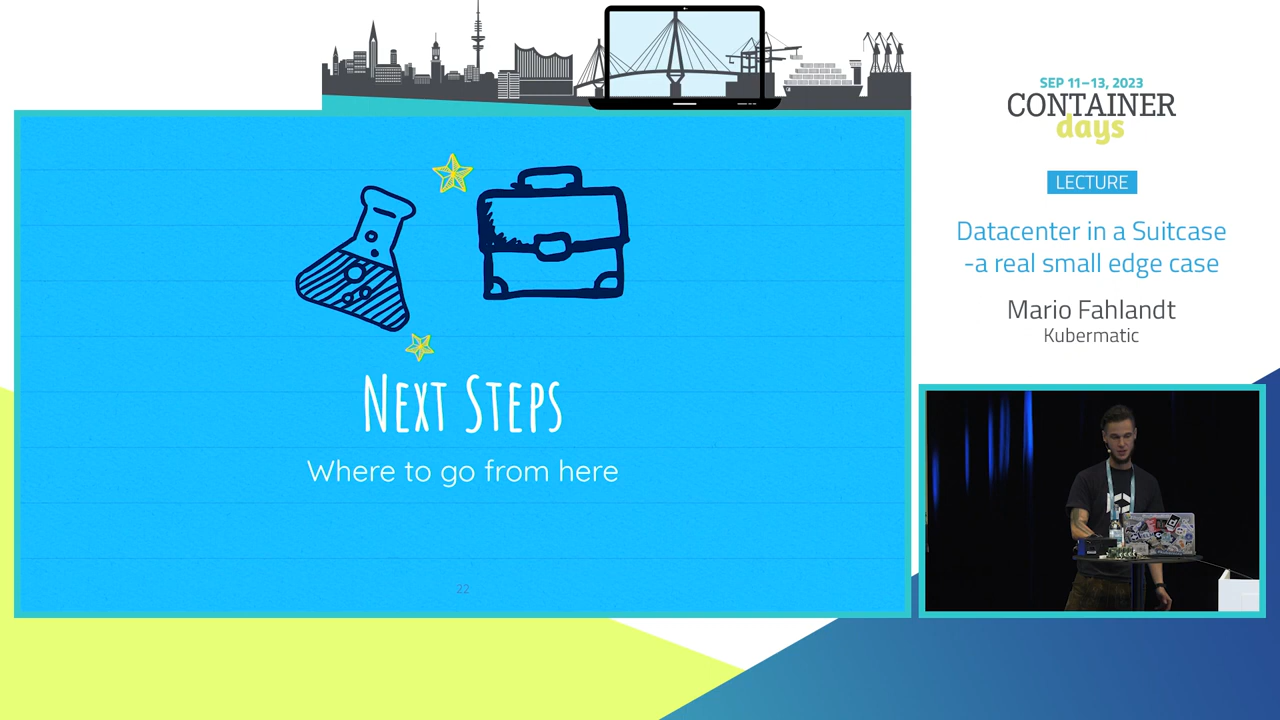 SEP 11–13, 2023
CONTAINER
days
LECTURE
Datacenter in a Suitcase
-a real small edge case
Mario Fahlandt
Kubermatic
Next Steps
Where to go from here
22